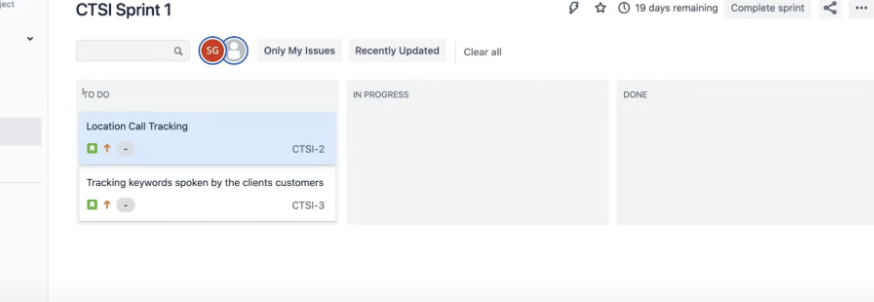 ject
CTSI Sprint 1
19 days remaining
Complete sprint
SG
Only My Issues
Recently Updated
Clear all
TO DO
IN PROGRESS
DONE
Location Call Tracking
-
CTSI-2
Tracking keywords spoken by the clients customers
-
CTSI-3